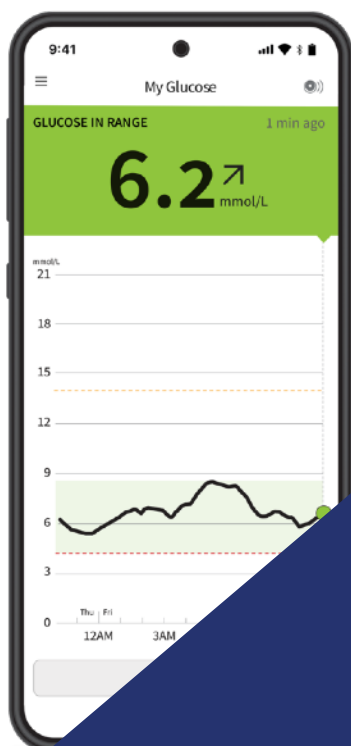 9:41
My Glucose
GLUCOSE IN RANGE 1 min ago
6.2
mmol/L
mmol/L
21
18
15
12
9
6
3
0
Thu Fri
12AM 3AM